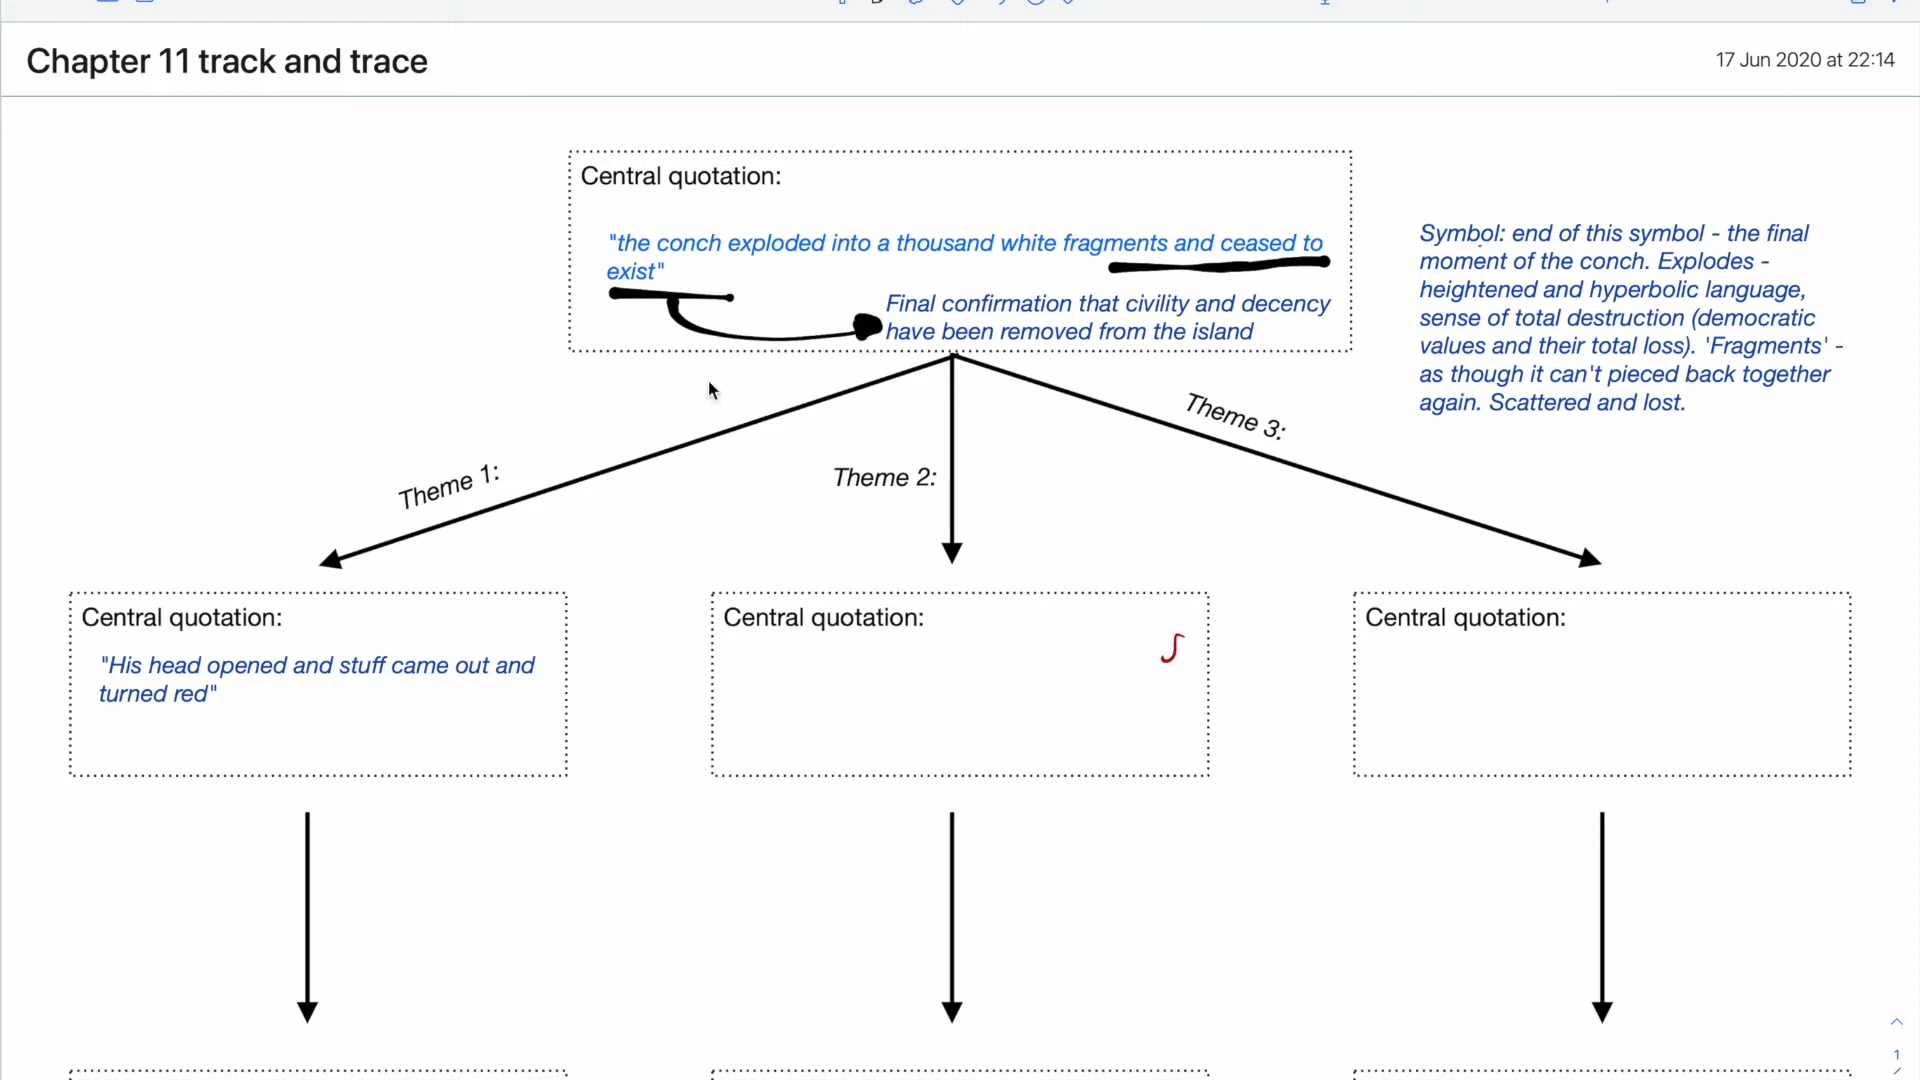 Chapter 11 track and trace
17 Jun 2020 at 22:14
Central quotation:
"the conch exploded into a thousand white fragments and ceased to
exist"
Final confirmation that civility and decency
have been removed from the island
Symbol: end of this symbol - the final
moment of the conch. Explodes -
heightened and hyperbolic language,
sense of total destruction (democratic
values and their total loss). 'Fragments' -
as though it can't pieced back together
again. Scattered and lost.
Theme 1:
Theme 2:
Theme 3:
Central quotation:
"His head opened and stuff came out and
turned red"
Central quotation:
Central quotation:
1